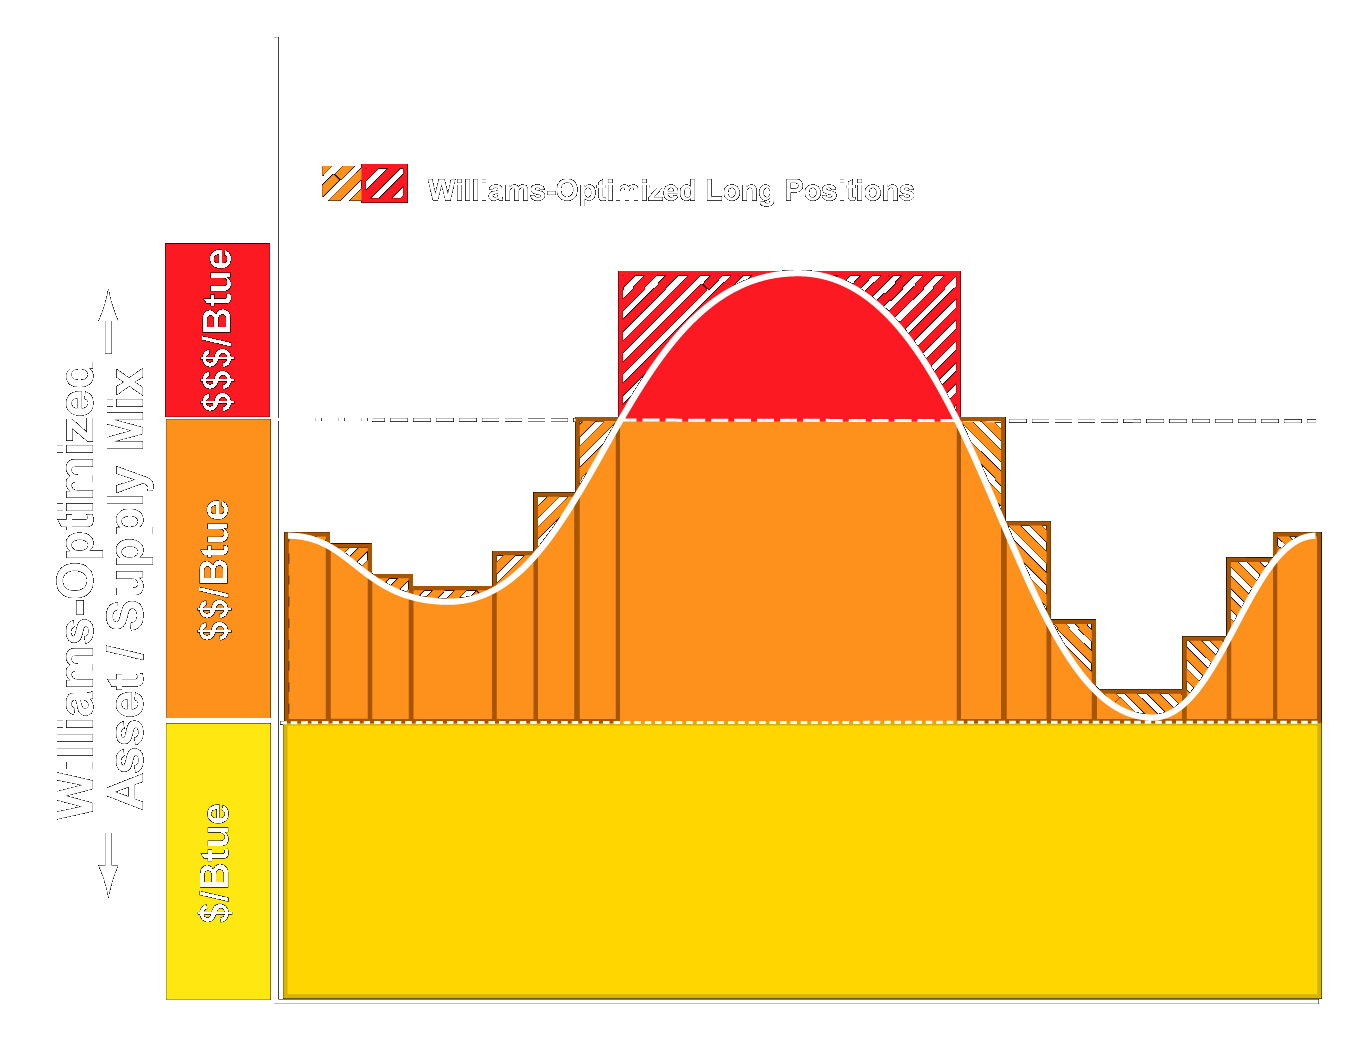 Williams-Optimized Long Positions
$$$/Btue
$$/Btue
$/Btue
Williams-Optimized
Asset / Supply Mix